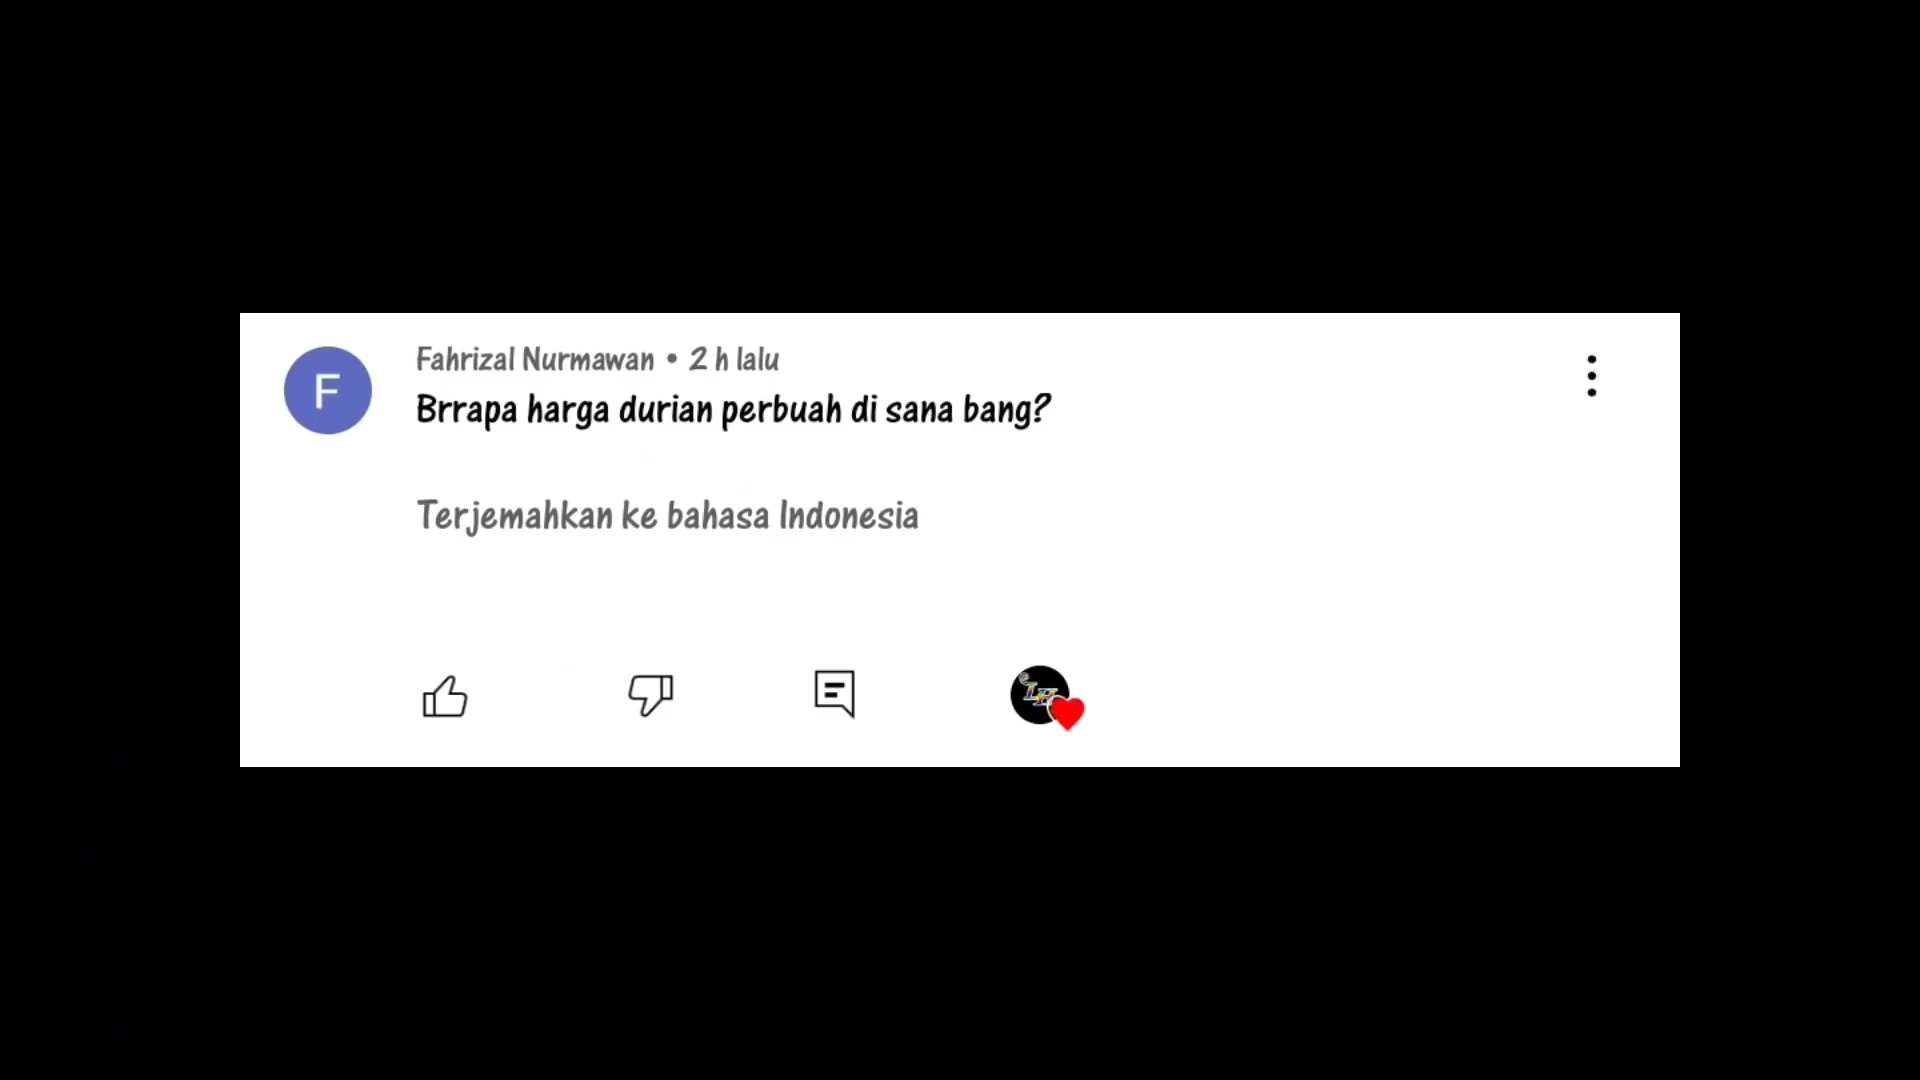 F
Fahrizal Nurmawan • 2 h lalu
Brrapa harga durian perbuah di sana bang?
Terjemahkan ke bahasa Indonesia